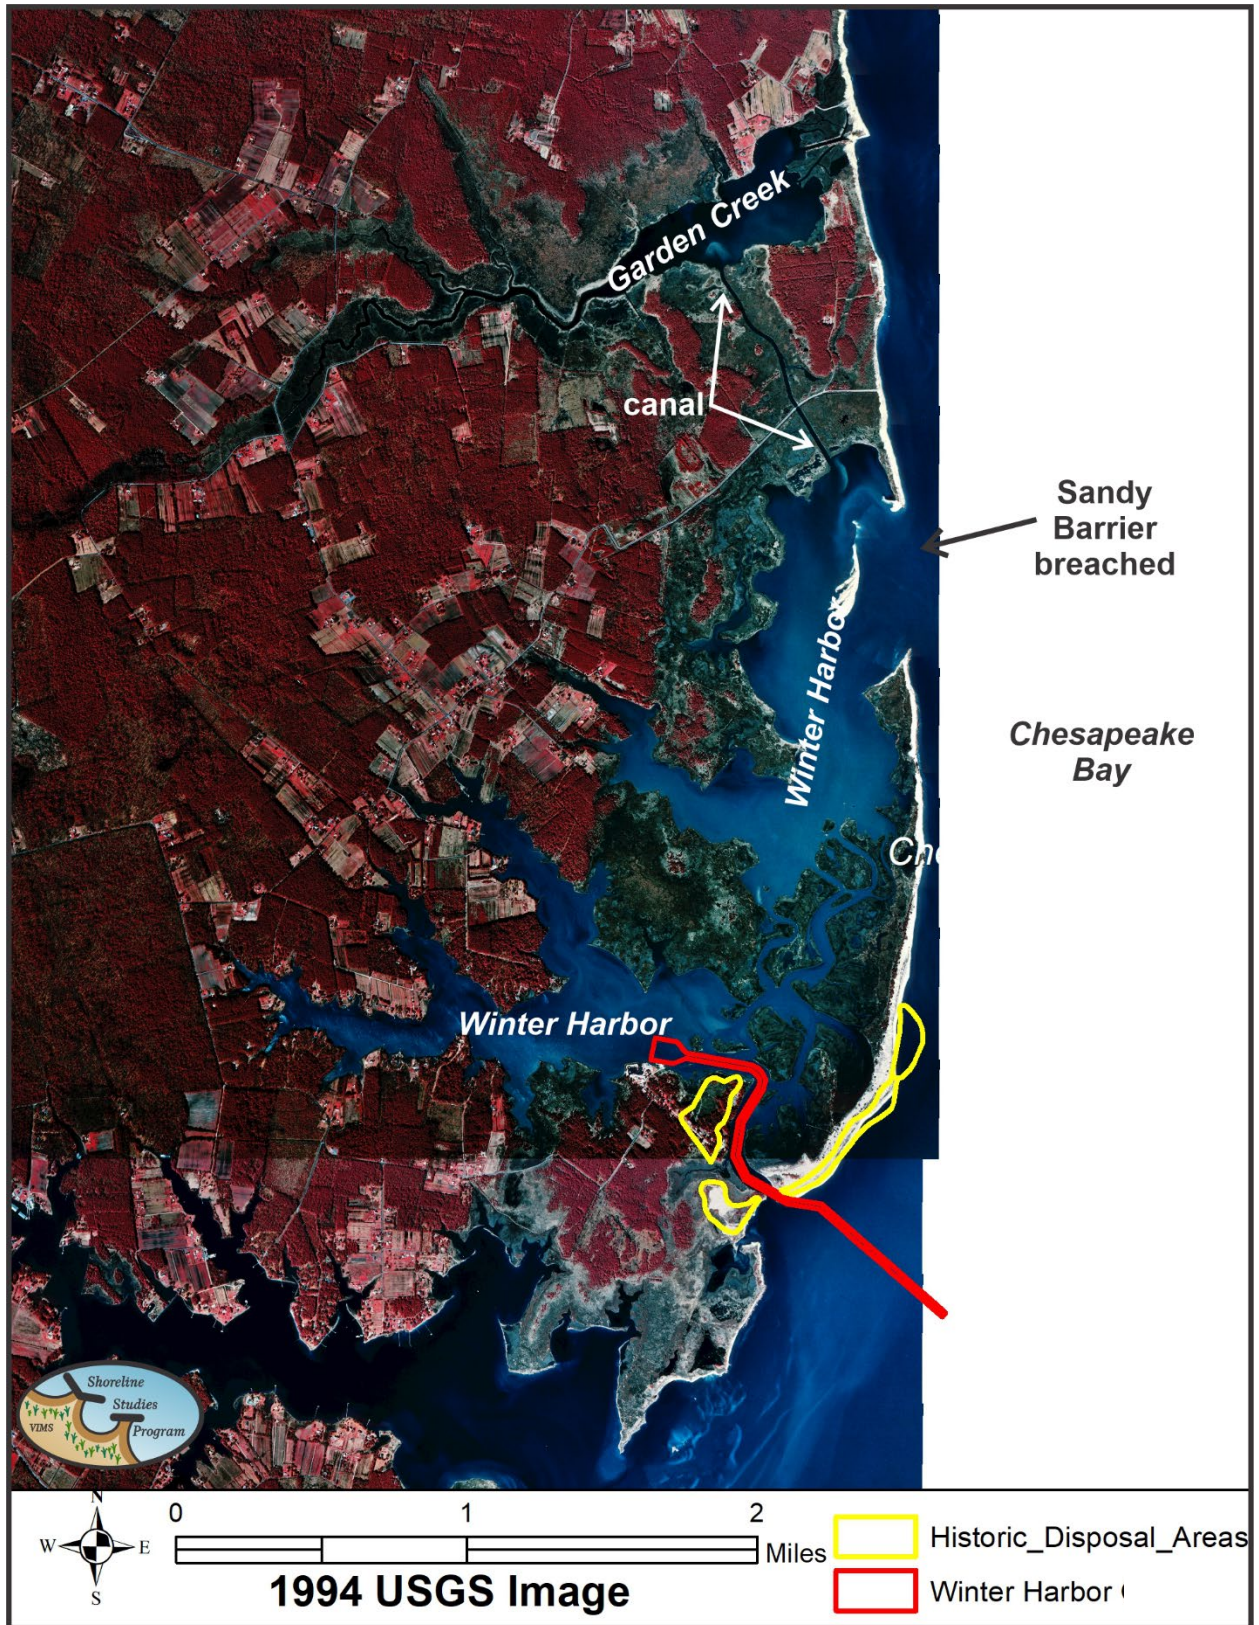 Garden Creek
canal
Sandy
Barrier
breached
Winter Harbor
Chesapeake
Bay
Che
Winter Harbor
Shoreline
Studies
VIMS
Program
N
W
E
S
0
1
2
Miles
1994 USGS Image
Historic_Disposal_Areas
Winter Harbor